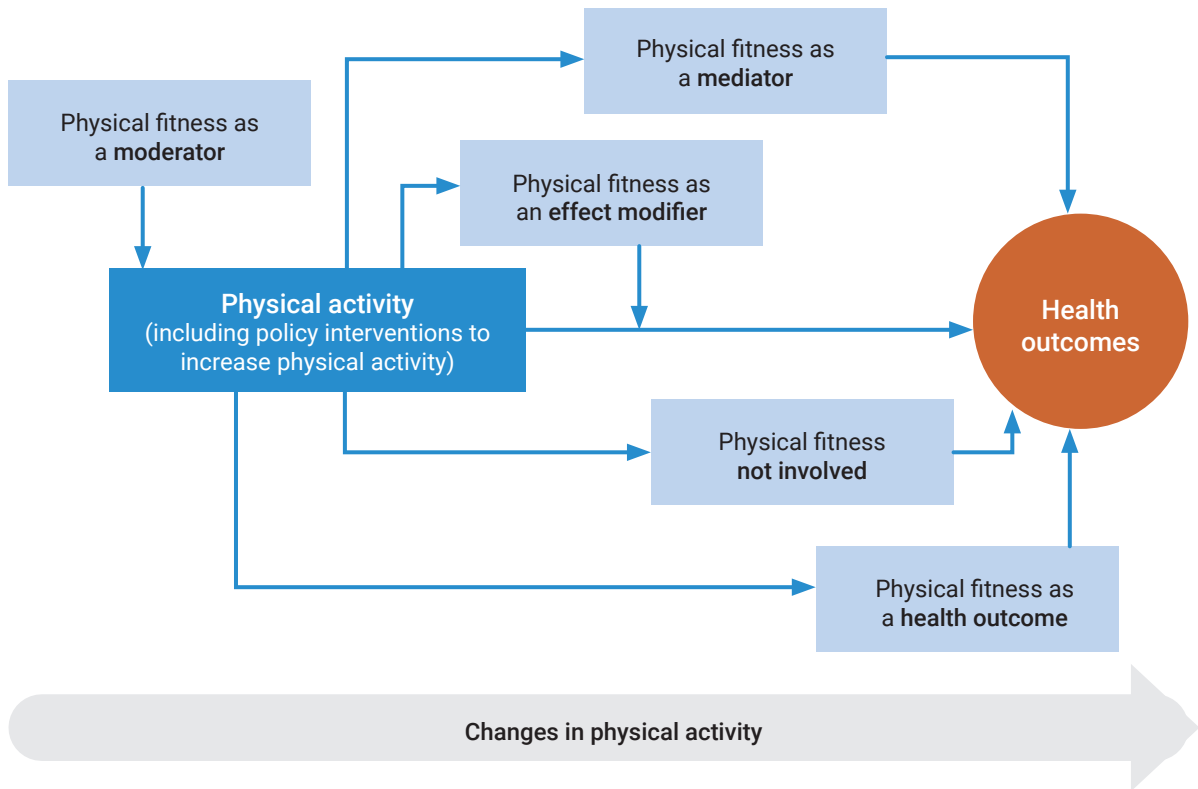 Physical fitness as
a mediator
Physical fitness as
a moderator
Physical fitness as
an effect modifier
Physical activity
(including policy interventions to
increase physical activity)
Health
outcomes
Physical fitness
not involved
Physical fitness as
a health outcome
Changes in physical activity